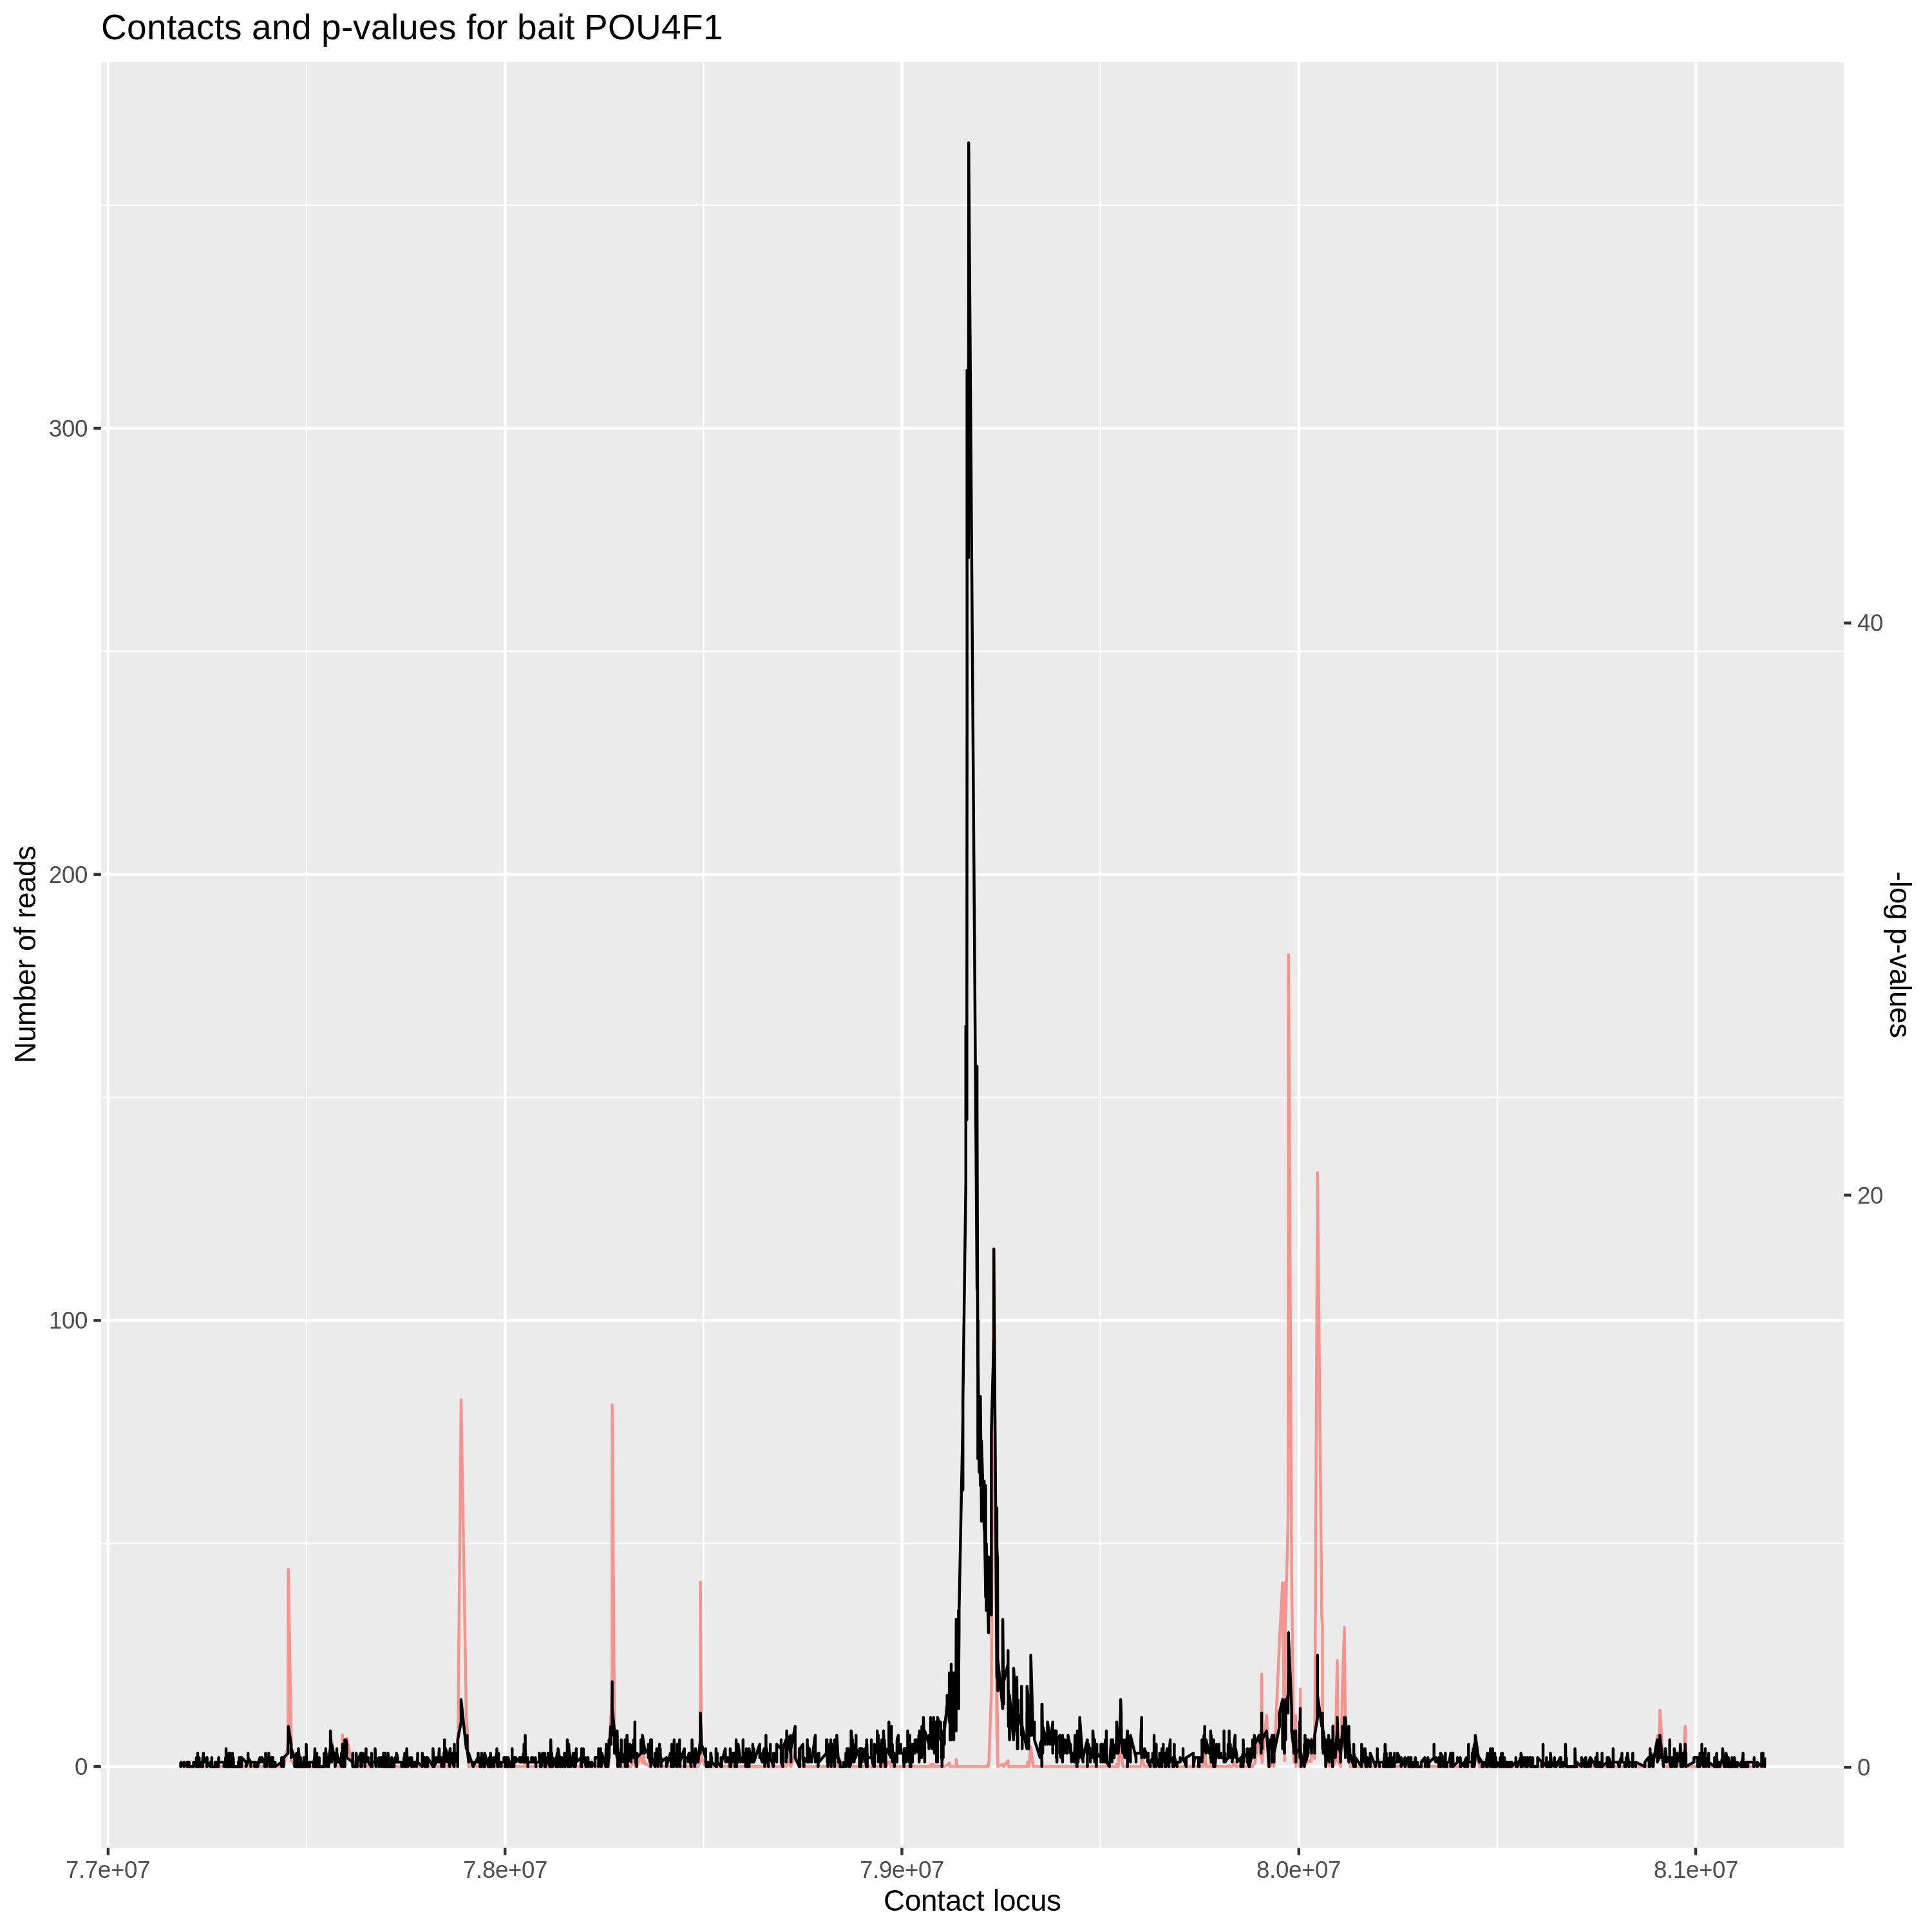 Contacts and p-values for bait POU4F1
300
200
100
0
Number of reads
40
20
0
-log p-values
7.7e+07
7.8e+07
7.9e+07
8.0e+07
8.1e+07
Contact locus